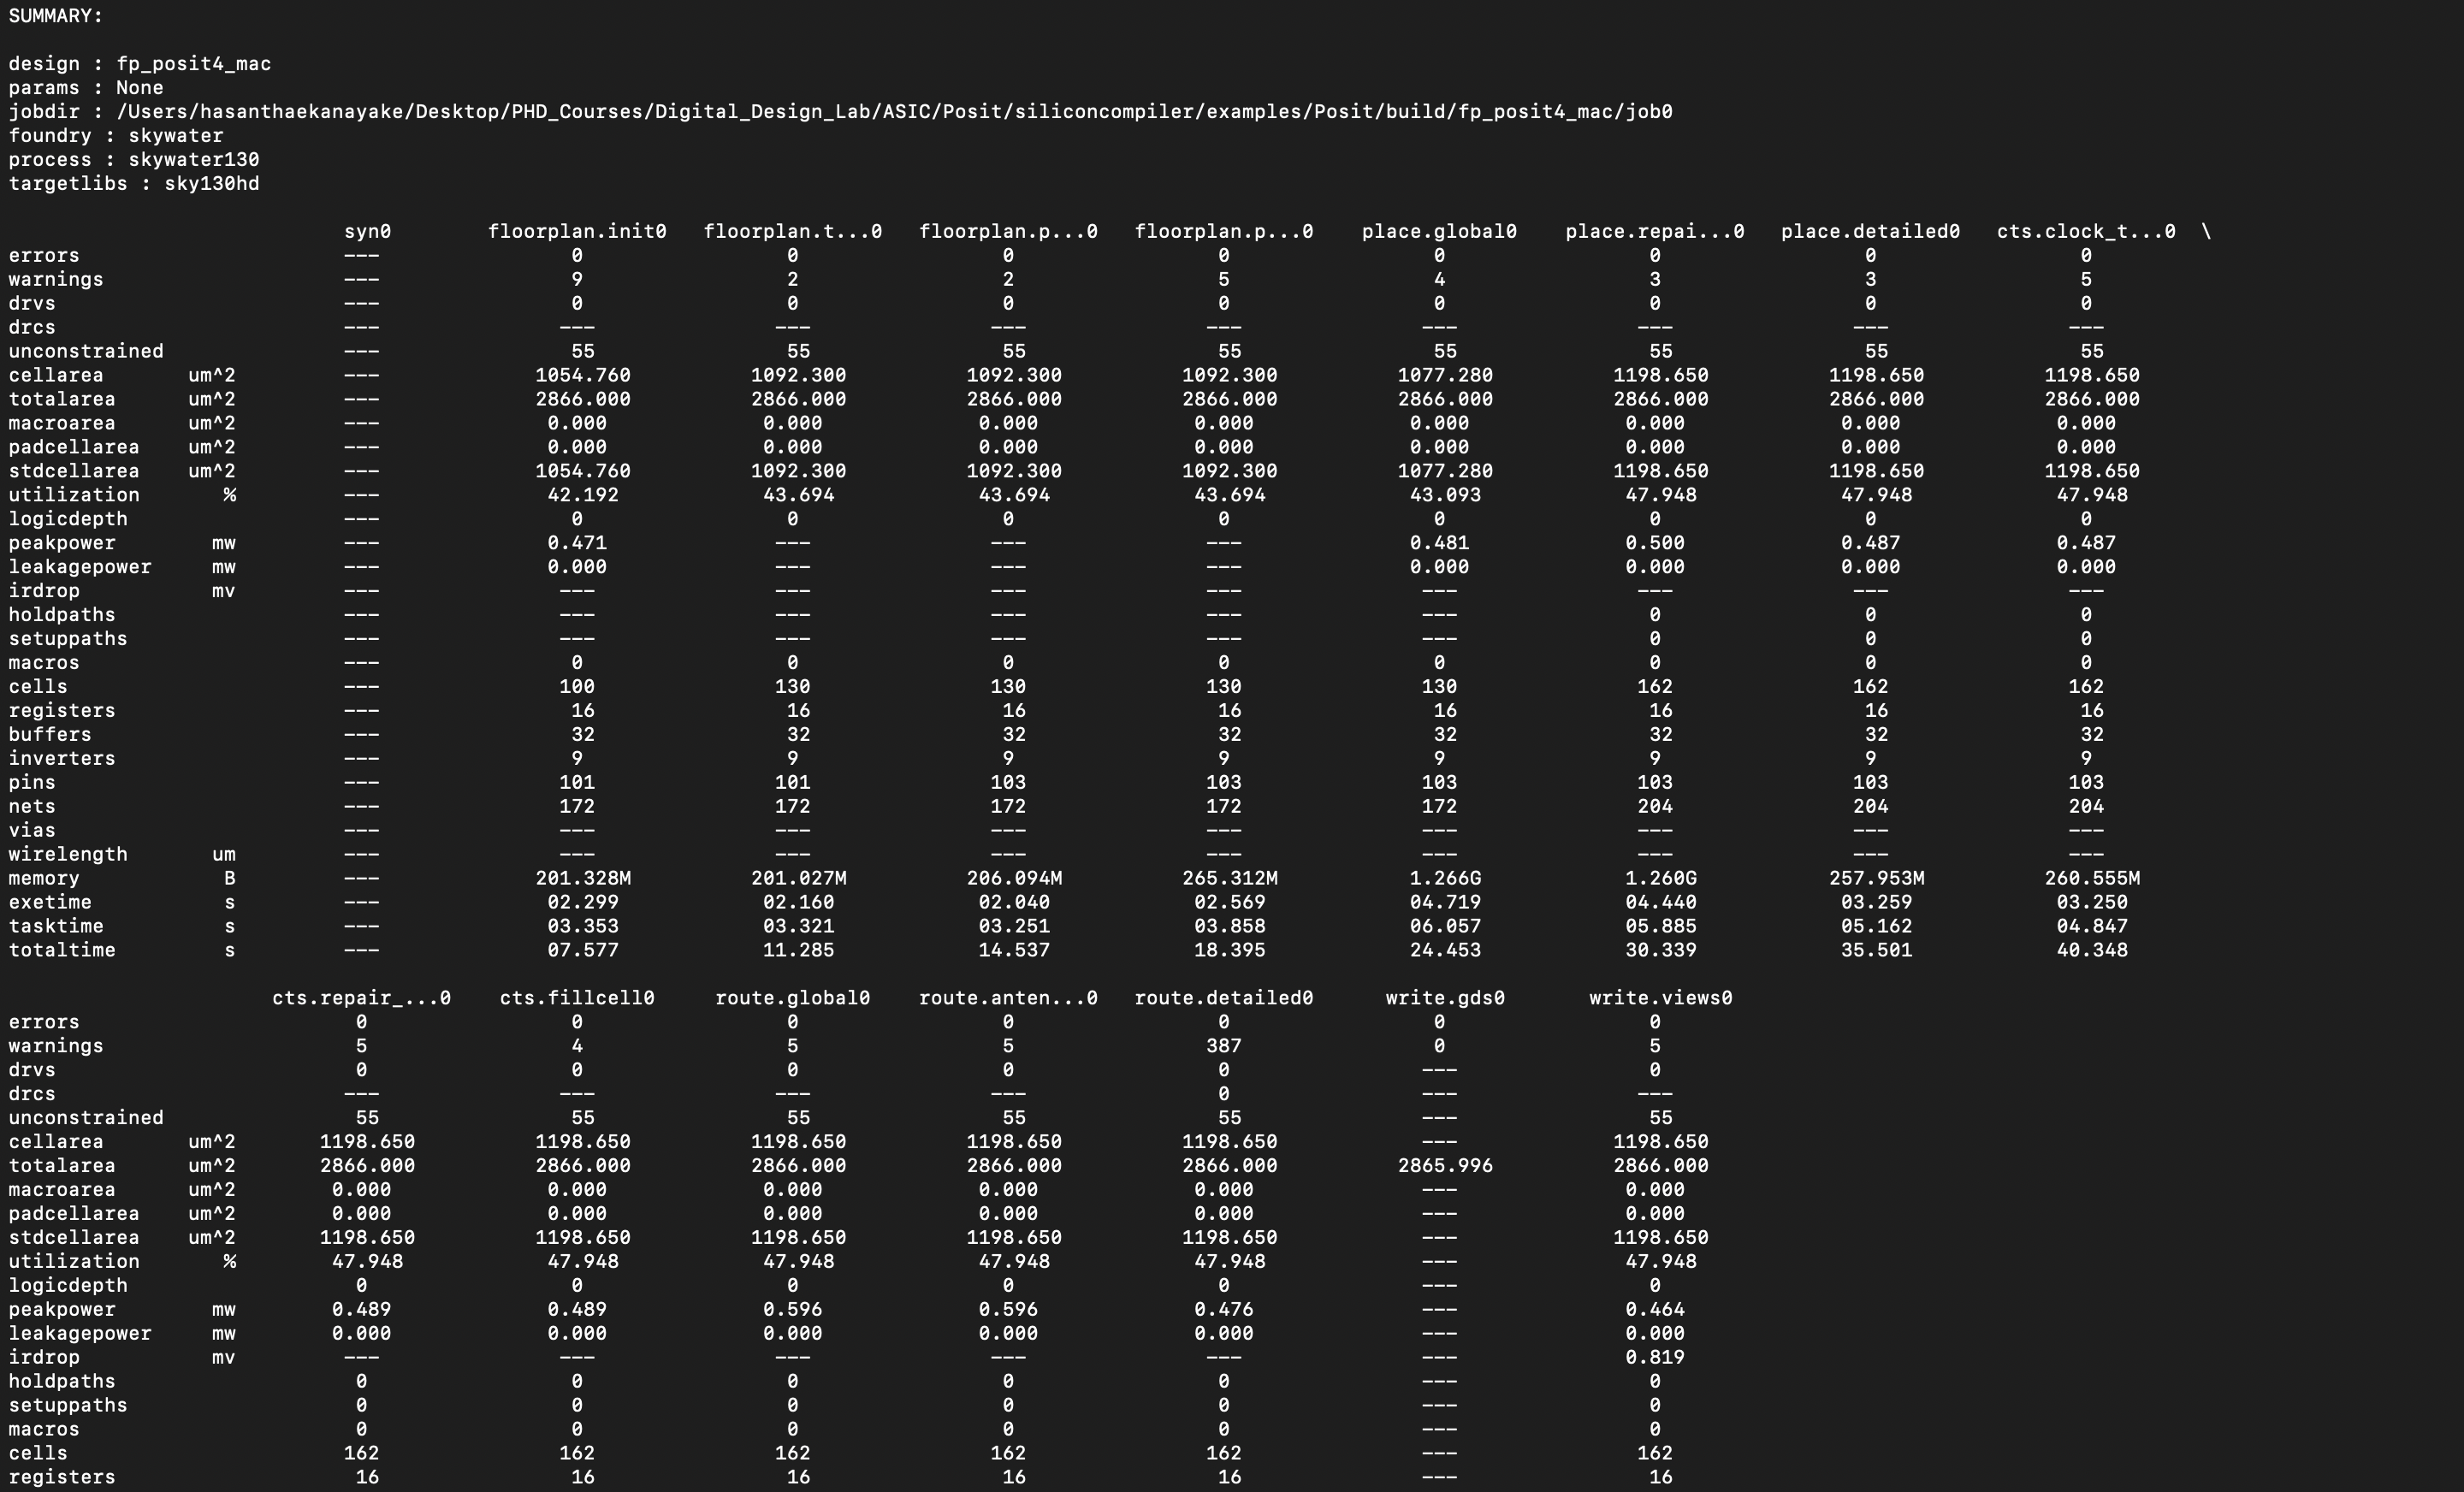 SUMMARY:
design : fp_posit4_mac
params : None
jobdir : /Users/hasanthaekanayake/Desktop/PHD_Courses/Digital_Design_Lab/ASIC/Posit/siliconcompiler/examples/Posit/build/fp_posit4_mac/job0
foundry : skywater
process : skywater130
targetlibs : sky130hd
syn0 floorplan.init0 floorplan.t...0 floorplan.p...0 floorplan.p...0 place.global0 place.repai...0 place.detailed0 cts.clock_t...0 \
errors --- 0 0 0 0 0 0 0 0
warnings --- 9 2 2 5 4 3 3 5
drvs --- 0 0 0 0 0 0 0 0
drcs --- --- --- --- --- --- --- --- ---
unconstrained --- 55 55 55 55 55 55 55 55
cellarea um^2 --- 1054.760 1092.300 1092.300 1092.300 1077.280 1198.650 1198.650 1198.650
totalarea um^2 --- 2866.000 2866.000 2866.000 2866.000 2866.000 2866.000 2866.000 2866.000
macroarea um^2 --- 0.000 0.000 0.000 0.000 0.000 0.000 0.000 0.000
padcellarea um^2 --- 0.000 0.000 0.000 0.000 0.000 0.000 0.000 0.000
stdcellarea um^2 --- 1054.760 1092.300 1092.300 1092.300 1077.280 1198.650 1198.650 1198.650
utilization % --- 42.192 43.694 43.694 43.694 43.093 47.948 47.948 47.948
logicdepth --- 0 0 0 0 0 0 0 0
peakpower mw --- 0.471 --- --- --- 0.481 0.500 0.487 0.487
leakagepower mw --- 0.000 --- --- --- 0.000 0.000 0.000 0.000
irdrop mv --- --- --- --- --- --- --- --- ---
holdpaths --- --- --- --- --- --- 0 0 0
setuppaths --- --- --- --- --- --- 0 0 0
macros --- 0 0 0 0 0 0 0 0
cells --- 100 130 130 130 130 162 162 162
registers --- 16 16 16 16 16 16 16 16
buffers --- 32 32 32 32 32 32 32 32
inverters --- 9 9 9 9 9 9 9 9
pins --- 101 101 103 103 103 103 103 103
nets --- 172 172 172 172 172 204 204 204
vias --- --- --- --- --- --- --- --- ---
wirelength um --- --- --- --- --- --- --- --- ---
memory B --- 201.328M 201.027M 206.094M 265.312M 1.266G 1.260G 257.953M 260.555M
exetime s --- 02.299 02.160 02.040 02.569 04.719 04.440 03.259 03.250
tasktime s --- 03.353 03.321 03.251 03.858 06.057 05.885 05.162 04.847
totaltime s --- 07.577 11.285 14.537 18.395 24.453 30.339 35.501 40.348
cts.repair_...0 cts.fillcell0 route.global0 route.anten...0 route.detailed0 write.gds0 write.views0
errors 0 0 0 0 0 0 0
warnings 5 4 5 5 387 0 5
drvs 0 0 0 0 0 --- 0
drcs --- --- --- --- 0 --- ---
unconstrained 55 55 55 55 55 --- 55
cellarea um^2 1198.650 1198.650 1198.650 1198.650 1198.650 --- 1198.650
totalarea um^2 2866.000 2866.000 2866.000 2866.000 2866.000 2865.996 2866.000
macroarea um^2 0.000 0.000 0.000 0.000 0.000 --- 0.000
padcellarea um^2 0.000 0.000 0.000 0.000 0.000 --- 0.000
stdcellarea um^2 1198.650 1198.650 1198.650 1198.650 1198.650 --- 1198.650
utilization % 47.948 47.948 47.948 47.948 47.948 --- 47.948
logicdepth 0 0 0 0 0 --- 0
peakpower mw 0.489 0.489 0.596 0.596 0.476 --- 0.464
leakagepower mw 0.000 0.000 0.000 0.000 0.000 --- 0.000
irdrop mv --- --- --- --- --- --- 0.819
holdpaths 0 0 0 0 0 --- 0
setuppaths 0 0 0 0 0 --- 0
macros 0 0 0 0 0 --- 0
cells 162 162 162 162 162 --- 162
registers 16 16 16 16 16 --- 16